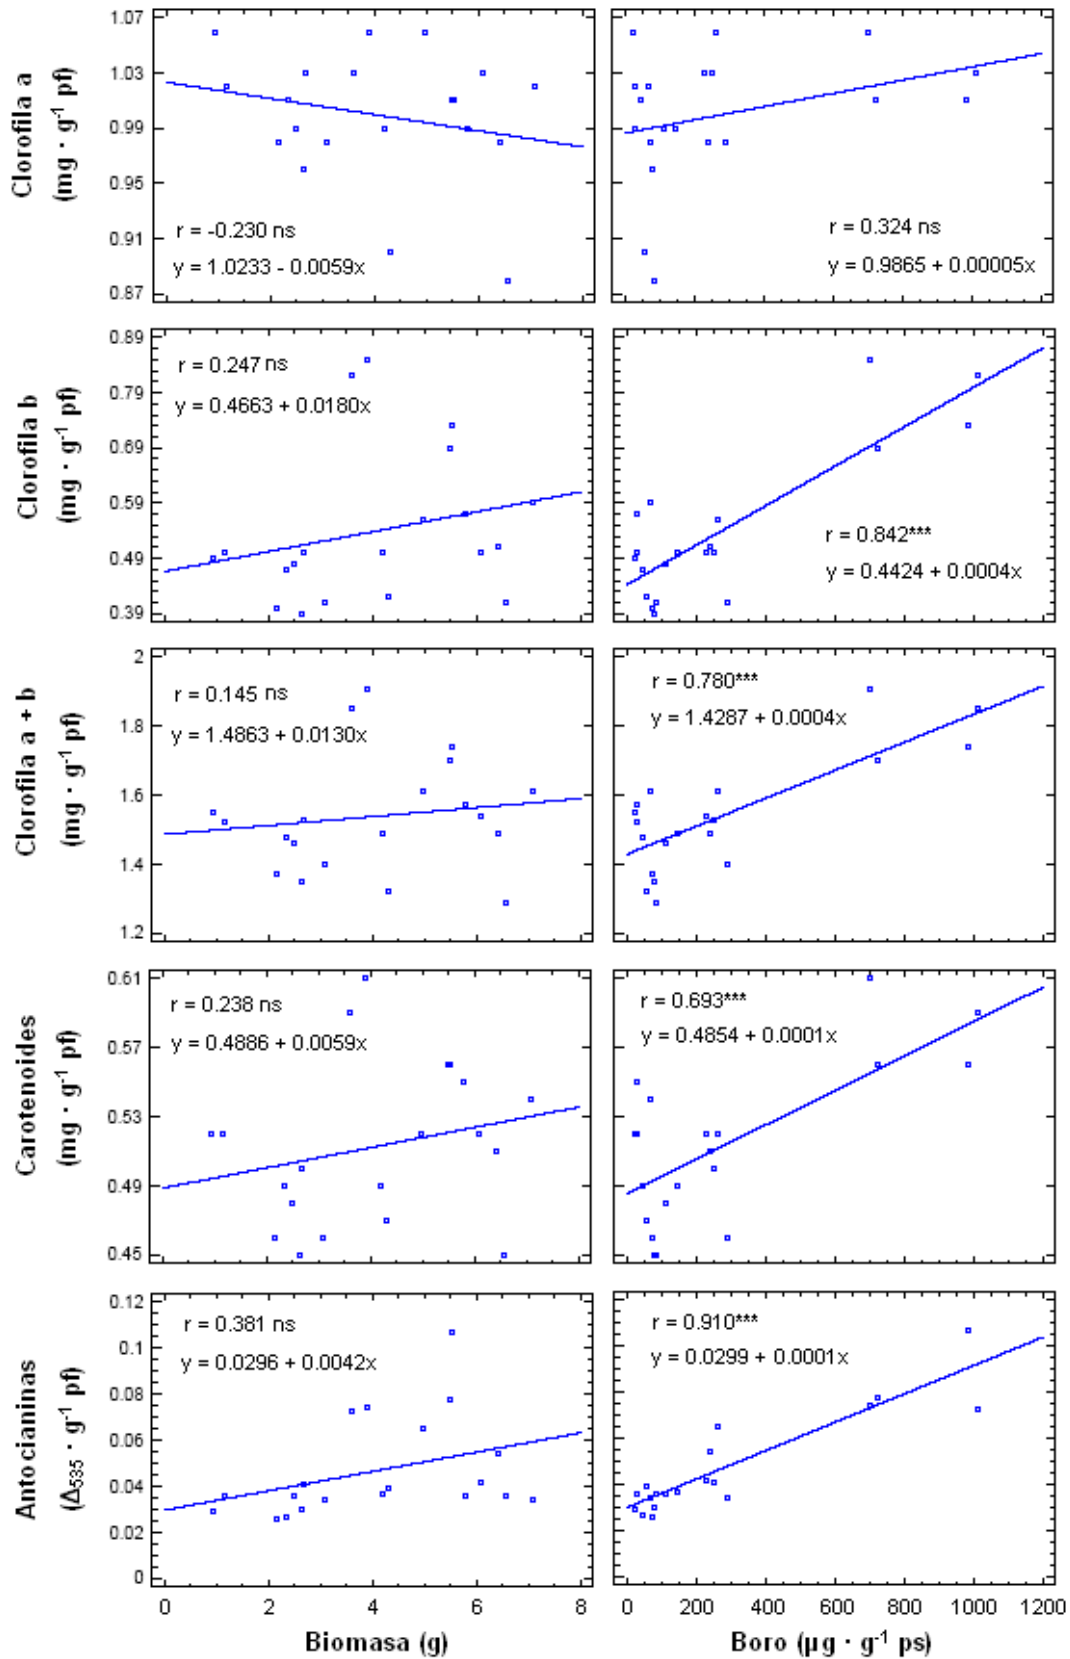 Clorofila a
(mg · g⁻¹ pf)
1.07
1.03
0.99
0.95
0.91
0.87
r = -0.230 ns
y = 1.0233 - 0.0059x
r = 0.324 ns
y = 0.9865 + 0.00005x
Clorofila b
(mg · g⁻¹ pf)
0.89
0.79
0.69
0.59
0.49
0.39
r = 0.247 ns
y = 0.4663 + 0.0180x
r = 0.842***
y = 0.4424 + 0.0004x
Clorofila a + b
(mg · g⁻¹ pf)
2
1.8
1.6
1.4
1.2
r = 0.145 ns
y = 1.4863 + 0.0130x
r = 0.780***
y = 1.4287 + 0.0004x
Carotenoides
(mg · g⁻¹ pf)
0.61
0.57
0.53
0.49
0.45
r = 0.238 ns
y = 0.4886 + 0.0059x
r = 0.693***
y = 0.4854 + 0.0001x
Antocianinas
(Δ₅₃₅ · g⁻¹ pf)
0.12
0.1
0.08
0.06
0.04
0.02
0
r = 0.381 ns
y = 0.0296 + 0.0042x
r = 0.910***
y = 0.0299 + 0.0001x
0 2 4 6 8
0 200 400 600 800 1000 1200
Biomasa (g)
Boro (µg · g⁻¹ ps)